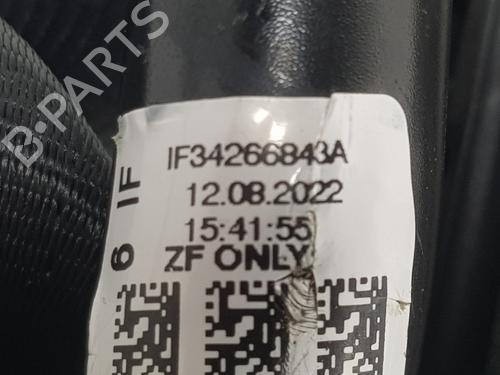 B-PARTS
IF34266843A
12.08.2022
15:41:55
ZF ONLY
6 IF